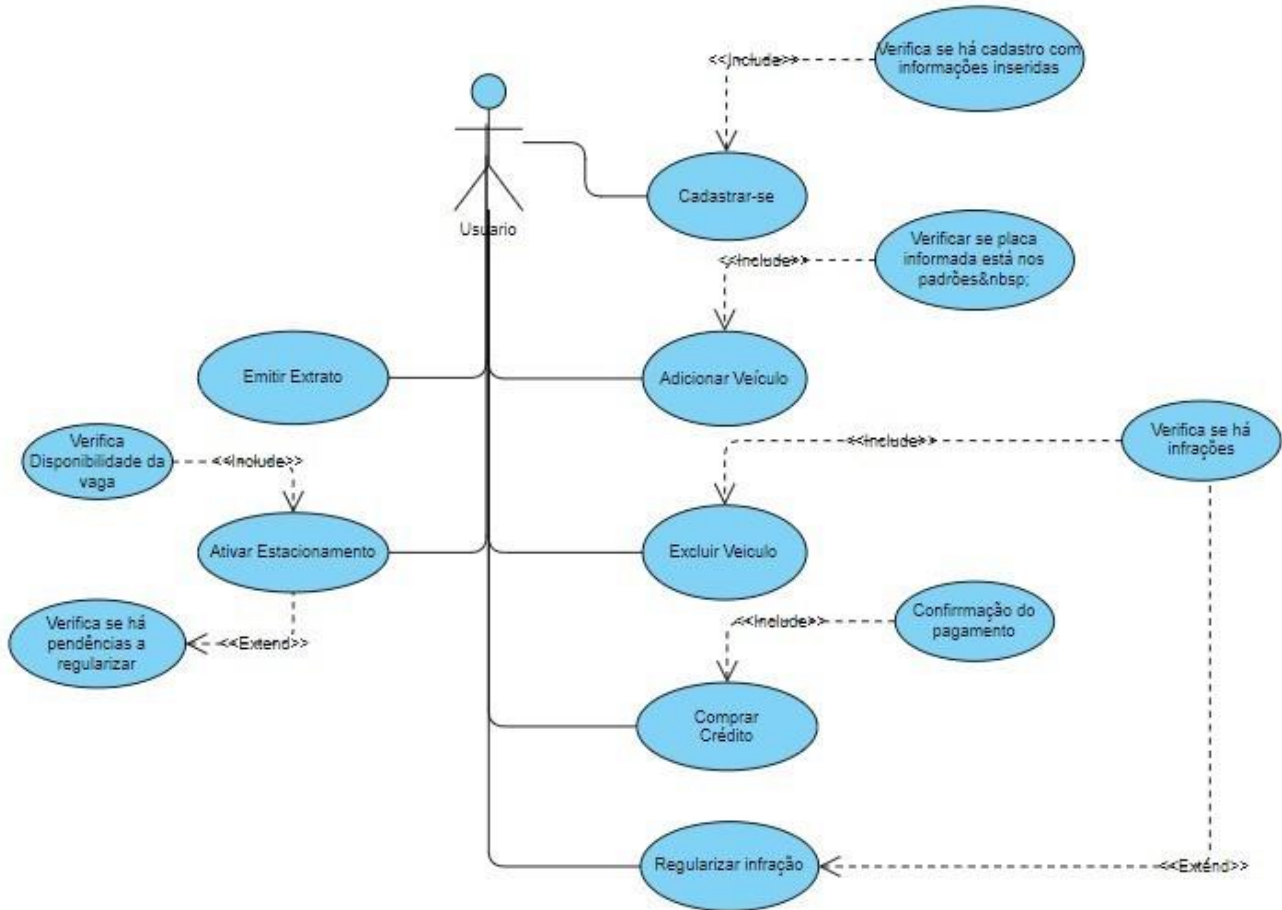 Verifica se há cadastro com
informações inseridas
<<Include>>
Cadastrar-se
Usuario
Verificar se placa
informada está nos
padrões&nbsp;
<<Include>>
Emitir Extrato
Adicionar Veículo
Verifica
Disponibilidade da
vaga
<<Include>>
<<Include>>
Verifica se há
infrações
Ativar Estacionamento
Excluir Veiculo
Verifica se há
pendências a
regularizar
<<Extend>>
<<Include>>
Confirrmação do
pagamento
Comprar
Crédito
Regularizar infração
<<Extend>>